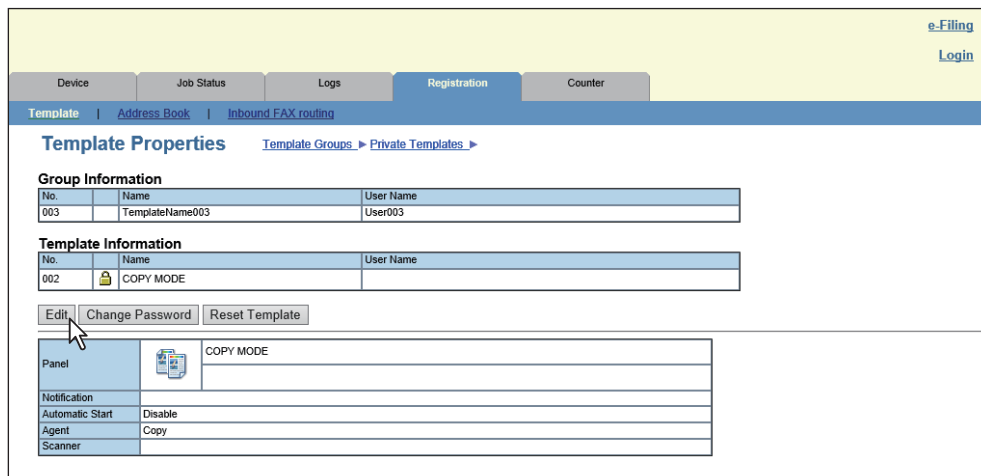 e-Filing
Login
Device Job Status Logs Registration Counter
Template | Address Book | Inbound FAX routing
Template Properties Template Groups ▶ Private Templates ▶
Group Information
No. Name User Name
003 TemplateName003 User003
Template Information
No. Name User Name
002 COPY MODE
Edit Change Password Reset Template
Panel COPY MODE
Notification
Automatic Start Disable
Agent Copy
Scanner